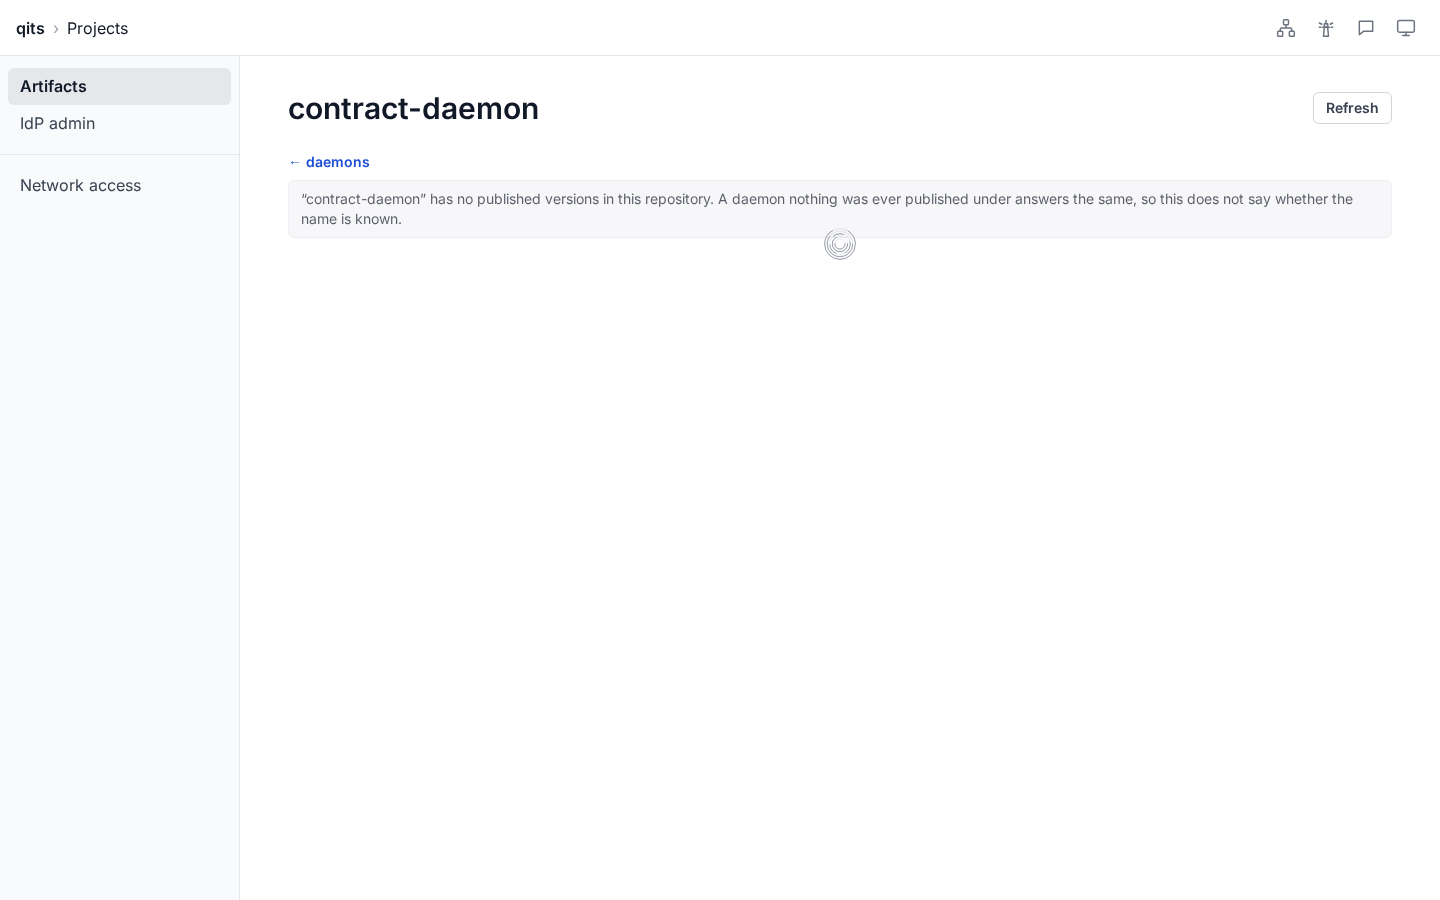 qits › Projects
Artifacts
IdP admin
Network access
contract-daemon
Refresh
← daemons
“contract-daemon” has no published versions in this repository. A daemon nothing was ever published under answers the same, so this does not say whether the
name is known.